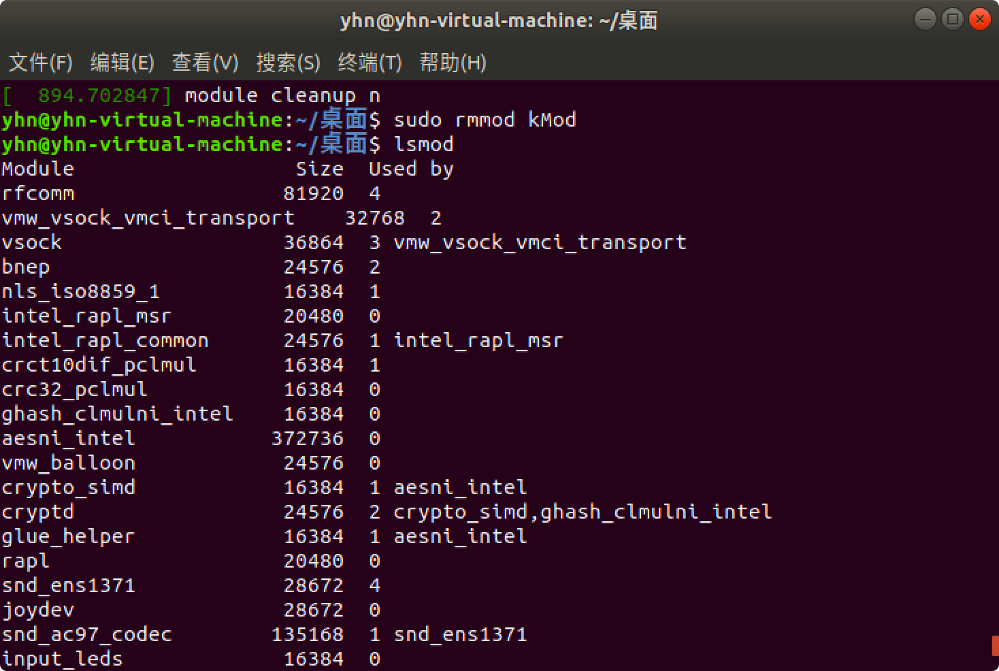 yhn@yhn-virtual-machine: ~/桌面
文件(F) 编辑(E) 查看(V) 搜索(S) 终端(T) 帮助(H)
[  894.702847] module cleanup n
yhn@yhn-virtual-machine:~/桌面$ sudo rmmod kMod
yhn@yhn-virtual-machine:~/桌面$ lsmod
Module                  Size  Used by
rfcomm                 81920  4
vmw_vsock_vmci_transport    32768  2
vsock                  36864  3 vmw_vsock_vmci_transport
bnep                   24576  2
nls_iso8859_1          16384  1
intel_rapl_msr         20480  0
intel_rapl_common      24576  1 intel_rapl_msr
crct10dif_pclmul       16384  1
crc32_pclmul           16384  0
ghash_clmulni_intel    16384  0
aesni_intel           372736  0
vmw_balloon            24576  0
crypto_simd            16384  1 aesni_intel
cryptd                 24576  2 crypto_simd,ghash_clmulni_intel
glue_helper            16384  1 aesni_intel
rapl                   20480  0
snd_ens1371            28672  4
joydev                 28672  0
snd_ac97_codec        135168  1 snd_ens1371
input_leds             16384  0